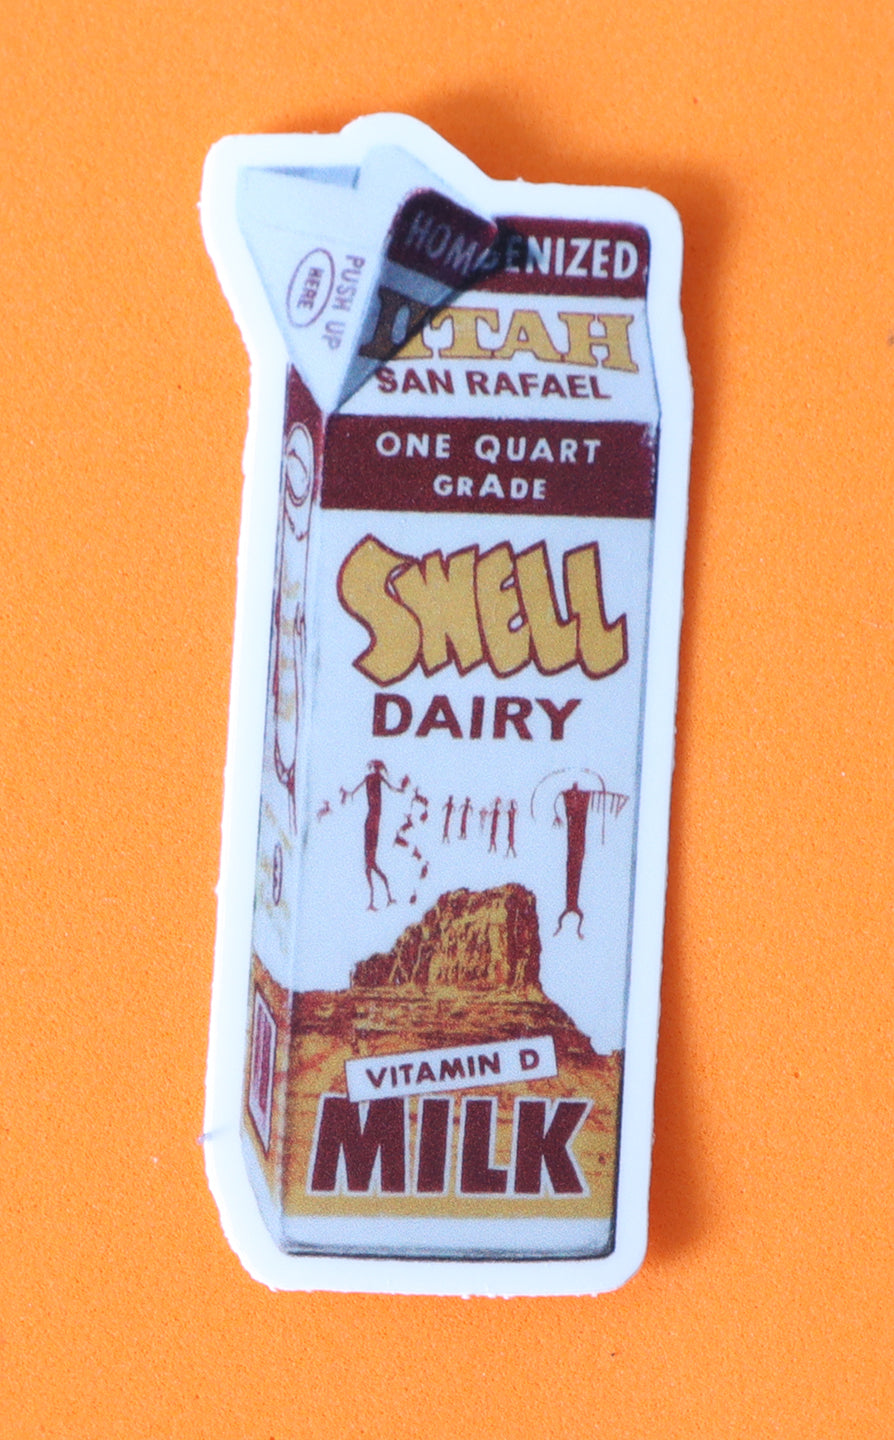 HOMOGENIZED
PUSH UP
HERE
UTAH
SAN RAFAEL
ONE QUART
GRADE
SWELL
DAIRY
VITAMIN D
MILK